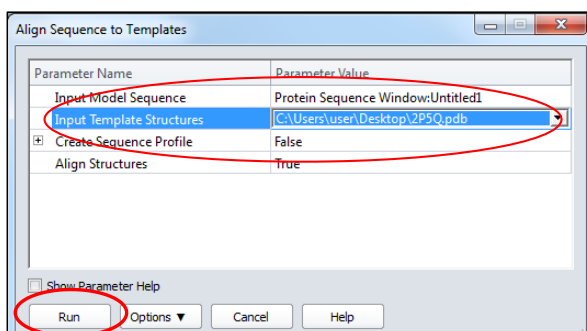 Align Sequence to Templates
Parameter Name Parameter Value
Input Model Sequence Protein Sequence Window:Untitled1
Input Template Structures C:\Users\user\Desktop\2P5Q.pdb
Create Sequence Profile False
Align Structures True
Show Parameter Help
Run Options ▼ Cancel Help